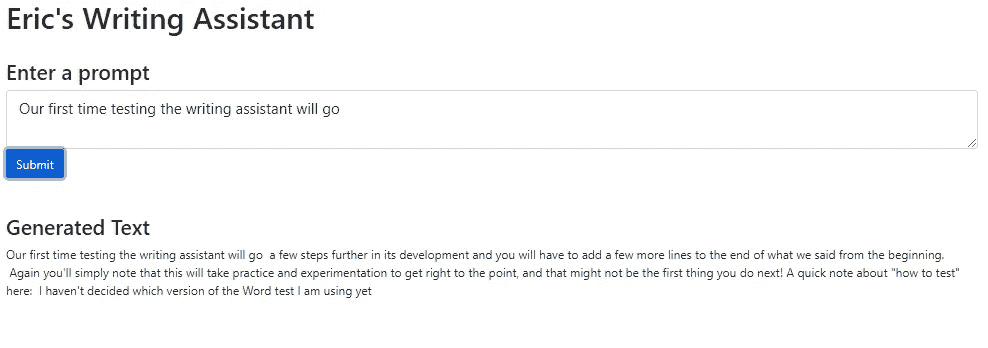 Eric's Writing Assistant
Enter a prompt
Our first time testing the writing assistant will go
Submit
Generated Text
Our first time testing the writing assistant will go  a few steps further in its development and you will have to add a few more lines to the end of what we said from the beginning.
Again you'll simply note that this will take practice and experimentation to get right to the point, and that might not be the first thing you do next! A quick note about "how to test"
here:  I haven't decided which version of the Word test I am using yet